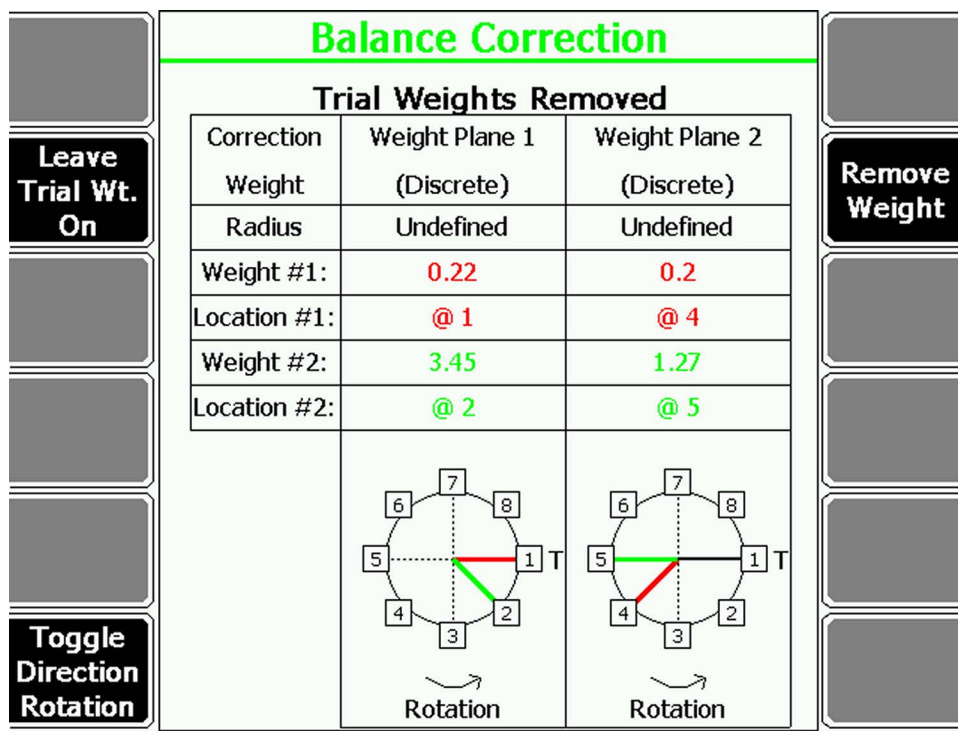 Balance Correction
Trial Weights Removed
Leave
Trial Wt.
On
Toggle
Direction
Rotation
Correction
Weight
Weight Plane 1
(Discrete)
Weight Plane 2
(Discrete)
Radius Undefined Undefined
Weight #1: 0.22 0.2
Location #1: @ 1 @ 4
Weight #2: 3.45 1.27
Location #2: @ 2 @ 5
7
6 8
5 1 T
4 2
3
Rotation
7
6 8
5 1 T
4 2
3
Rotation
Remove
Weight